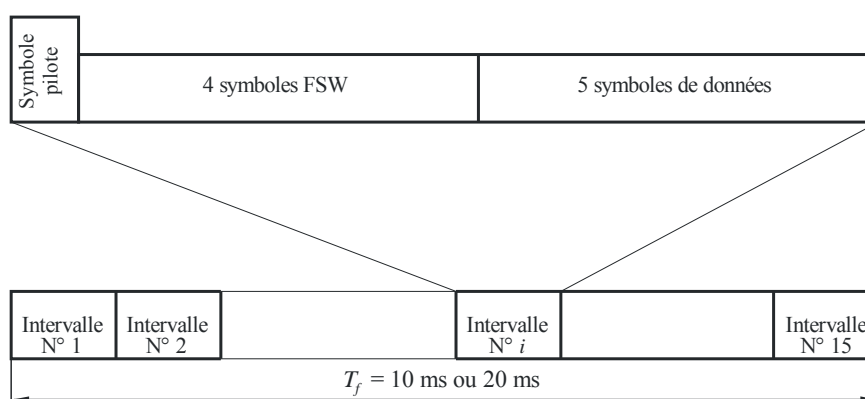 Symbole
pilote
4 symboles FSW
5 symboles de données
Intervalle
N° 1
Intervalle
N° 2
Intervalle
N° i
Intervalle
N° 15
T_f = 10 ms ou 20 ms